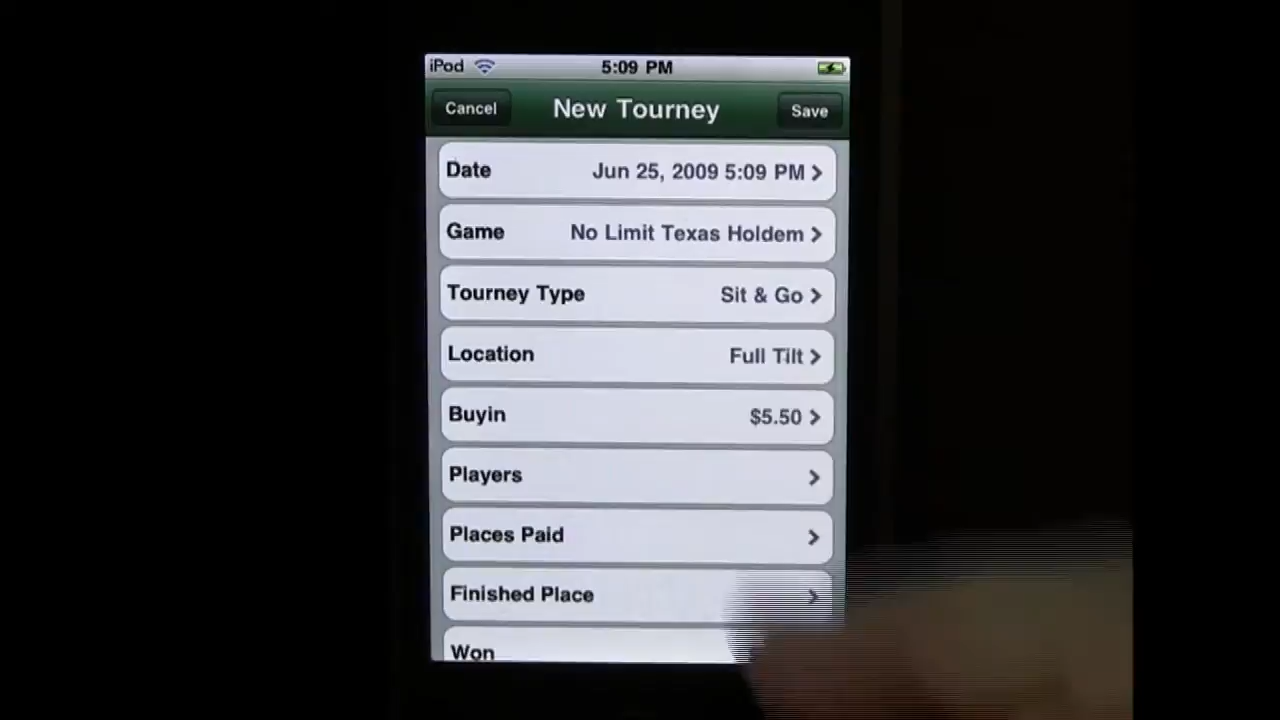 iPod 5:09 PM
Cancel New Tourney Save
Date Jun 25, 2009 5:09 PM
Game No Limit Texas Holdem
Tourney Type Sit & Go
Location Full Tilt
Buyin $5.50
Players
Places Paid
Finished Place
Won